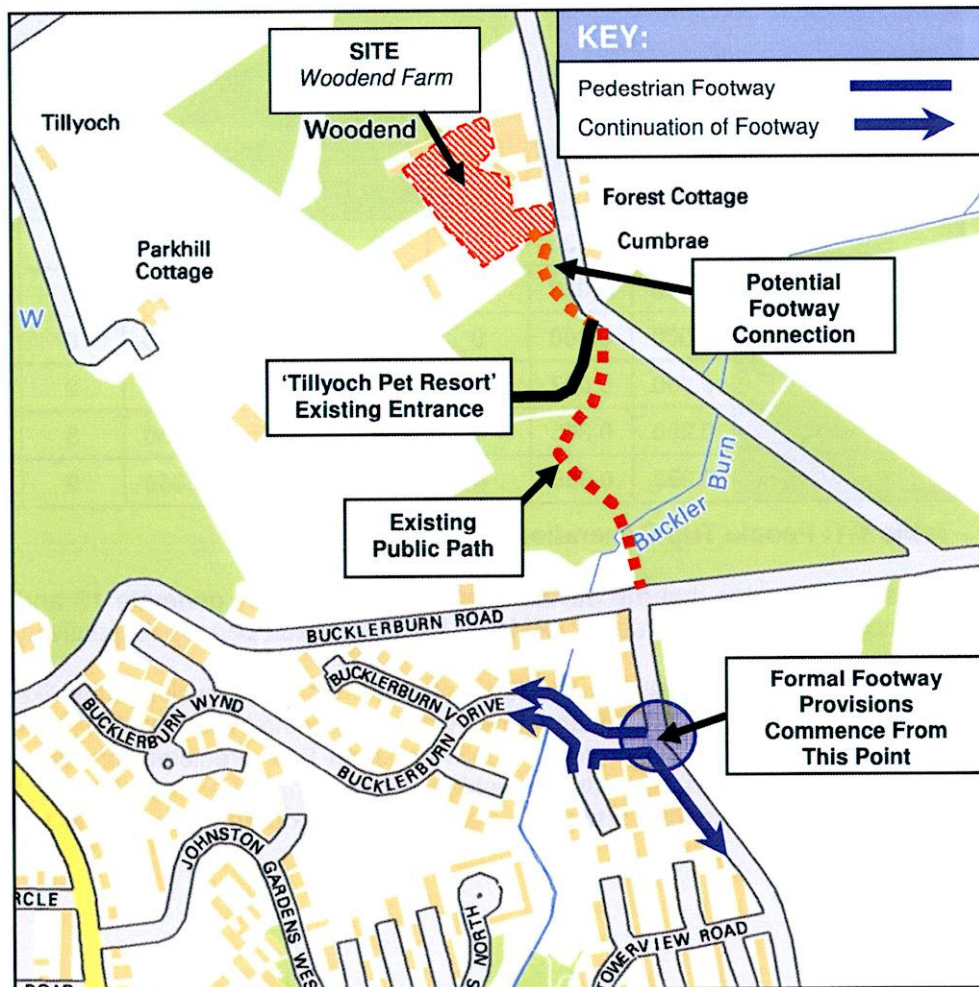 KEY:
Pedestrian Footway
Continuation of Footway
SITE
Woodend Farm
Woodend
Tillyoch
Parkhill
Cottage
W
Forest Cottage
Cumbrae
Potential
Footway
Connection
'Tillyoch Pet Resort'
Existing Entrance
Existing
Public Path
Buckler Burn
BUCKLERBURN ROAD
BUCKLERBURN WYND
BUCKLERBURN DRIVE
BUCKLERBURN V
Formal Footway
Provisions
Commence From
This Point
JOHNSTON GARDENS WES
NORTH
TOWERVIEW ROAD
RCLE
ROAD